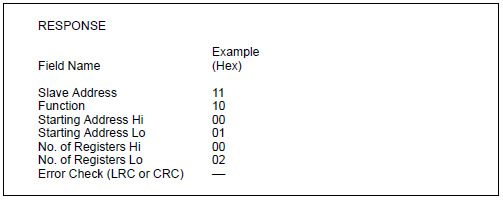 RESPONSE
Example
Field Name (Hex)
Slave Address 11
Function 10
Starting Address Hi 00
Starting Address Lo 01
No. of Registers Hi 00
No. of Registers Lo 02
Error Check (LRC or CRC) —